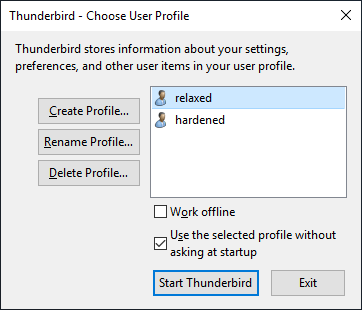 Thunderbird - Choose User Profile
Thunderbird stores information about your settings,
preferences, and other user items in your user profile.
Create Profile...
Rename Profile...
Delete Profile...
relaxed
hardened
Work offline
Use the selected profile without
asking at startup
Start Thunderbird
Exit